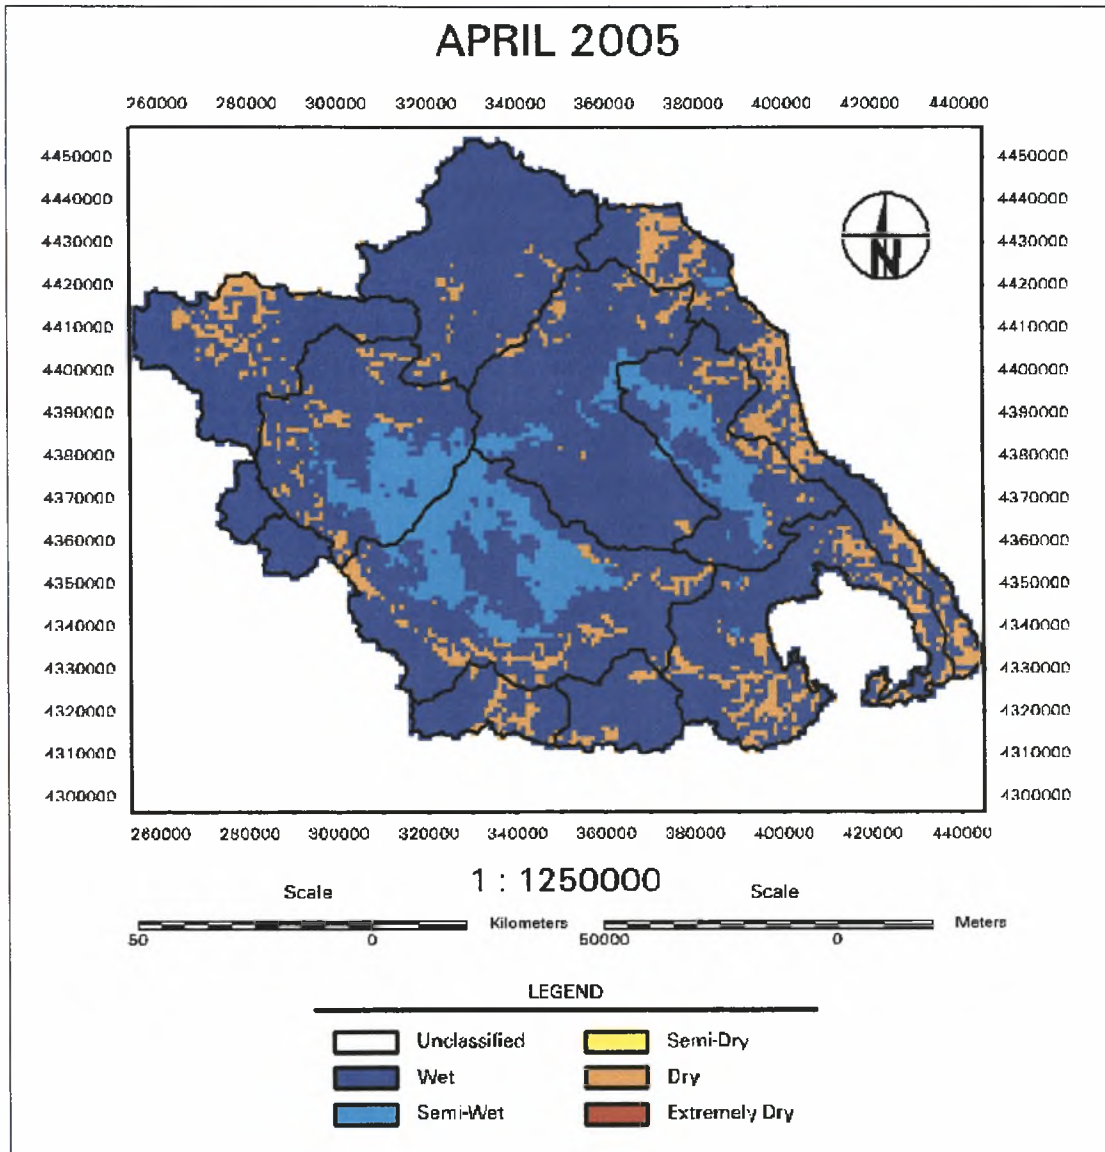 APRIL 2005
260000 280000 300000 320000 340000 360000 380000 400000 420000 440000
4450000 4450000
4440000 4440000
4430000 N 4430000
4420000 4420000
4410000 4410000
4400000 4400000
4390000 4390000
4380000 4380000
4370000 4370000
4360000 4360000
4350000 4350000
4340000 4340000
4330000 4330000
4320000 4320000
4310000 4310000
4300000 4300000
260000 280000 300000 320000 340000 360000 380000 400000 420000 440000
Scale 1 : 1250000 Scale
Kilometers Meters
50 0 50000 0
LEGEND
Unclassified Semi-Dry
Wet Dry
Semi-Wet Extremely Dry